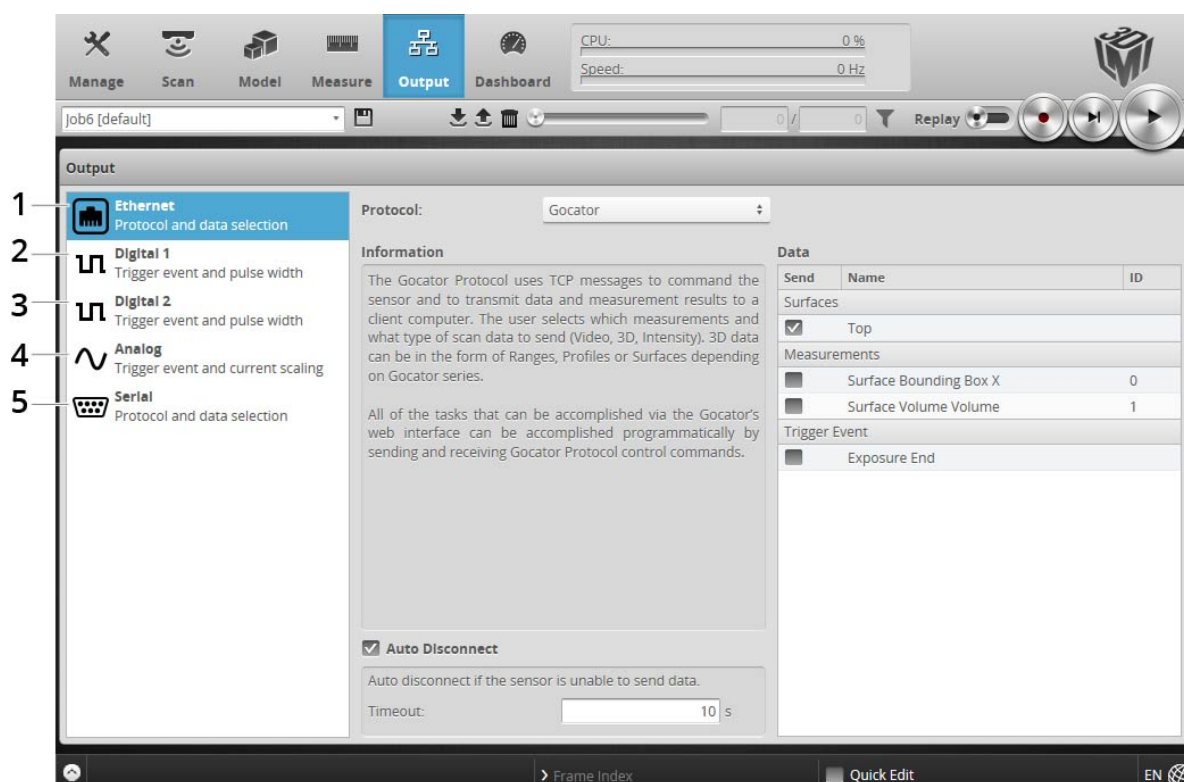 CPU: 0 %
Speed: 0 Hz
Manage Scan Model Measure Output Dashboard
Job6 [default]
0 / 0
Replay
Output
1
Ethernet
Protocol and data selection
2
Digital 1
Trigger event and pulse width
3
Digital 2
Trigger event and pulse width
4
Analog
Trigger event and current scaling
5
Serial
Protocol and data selection
Protocol: Gocator
Information
The Gocator Protocol uses TCP messages to command the
sensor and to transmit data and measurement results to a
client computer. The user selects which measurements and
what type of scan data to send (Video, 3D, Intensity). 3D data
can be in the form of Ranges, Profiles or Surfaces depending
on Gocator series.
All of the tasks that can be accomplished via the Gocator's
web interface can be accomplished programmatically by
sending and receiving Gocator Protocol control commands.
Auto Disconnect
Auto disconnect if the sensor is unable to send data.
Timeout: 10 s
Data
Send Name ID
Surfaces
Top
Measurements
Surface Bounding Box X 0
Surface Volume Volume 1
Trigger Event
Exposure End
Frame Index
Quick Edit
EN